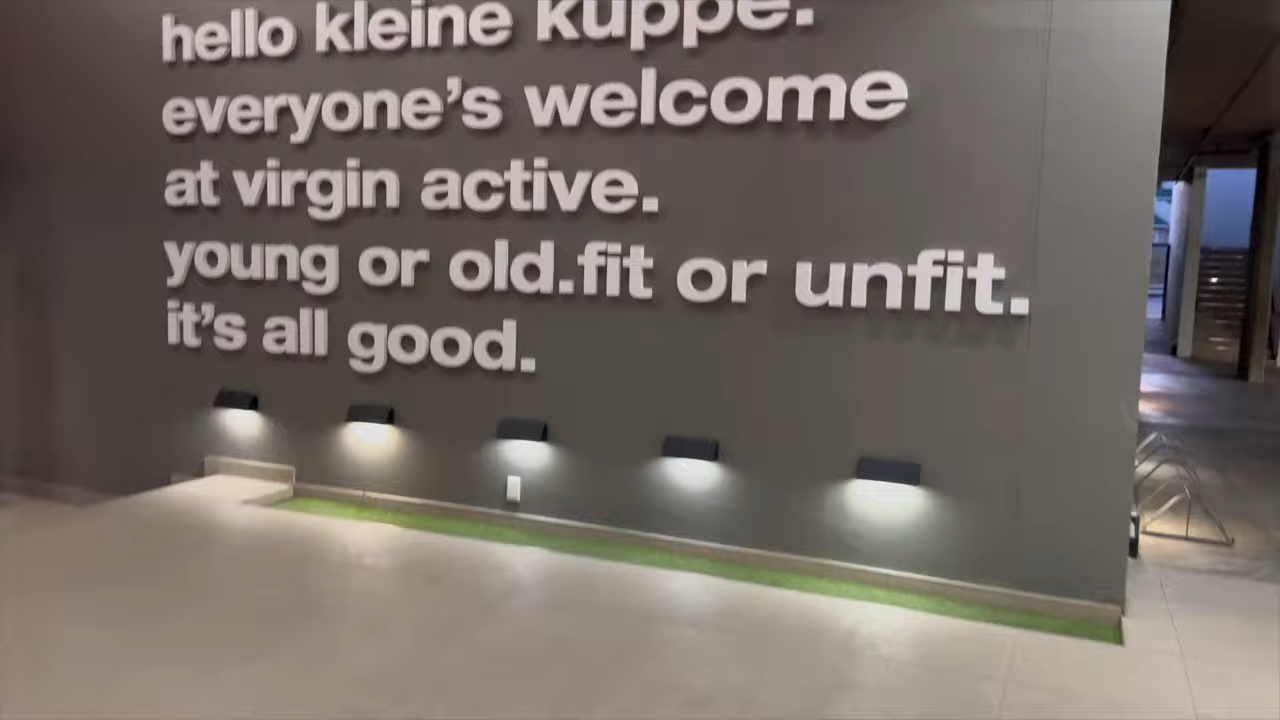 hello kleine kuppe.
everyone's welcome
at virgin active.
young or old.fit or unfit.
it's all good.